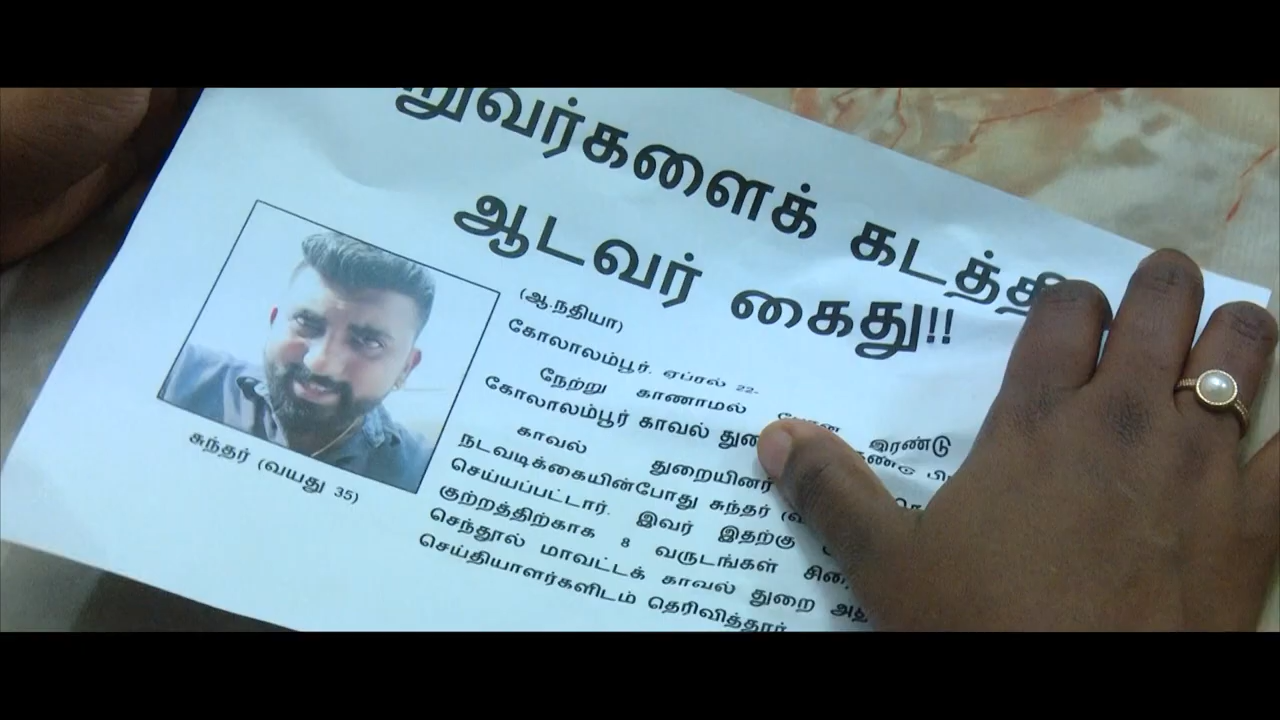 றுவர்களைக் கடத்தி
ஆடவர் கைது!!
(ஆ.நதியா)
கோலாலம்பூர், ஏப்ரல் 22-
நேற்று காணாமல் இரண்டு
கோலாலம்பூர் காவல்
காவல் துறையினர்
நடவடிக்கையின்போது சுந்தர்
செய்யப்பட்டார். இவர் இதற்கு
குற்றத்திற்காக 8 வருடங்கள்
செந்தூல் மாவட்டக் காவல் துறை
செய்தியாளர்களிடம் தெரிவித்தார்.
சுந்தர் (வயது 35)